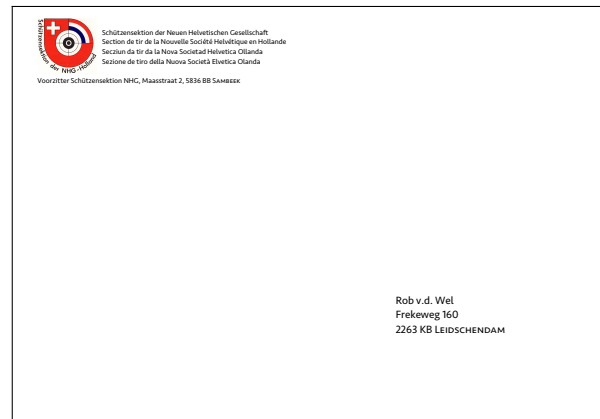 Schützensektion der NHG-Holland
Schützensektion der Neuen Helvetischen Gesellschaft
Section de tir de la Nouvelle Société Helvétique en Hollande
Secziun da tir da la Nova Societad Helvetica Ollanda
Sezione de tiro della Nuova Società Elvetica Olanda
Voorzitter Schützensektion NHG, Maasstraat 2, 5836 BB SAMBEEK
Rob v.d. Wel
Frekeweg 160
2263 KB LEIDSCHENDAM